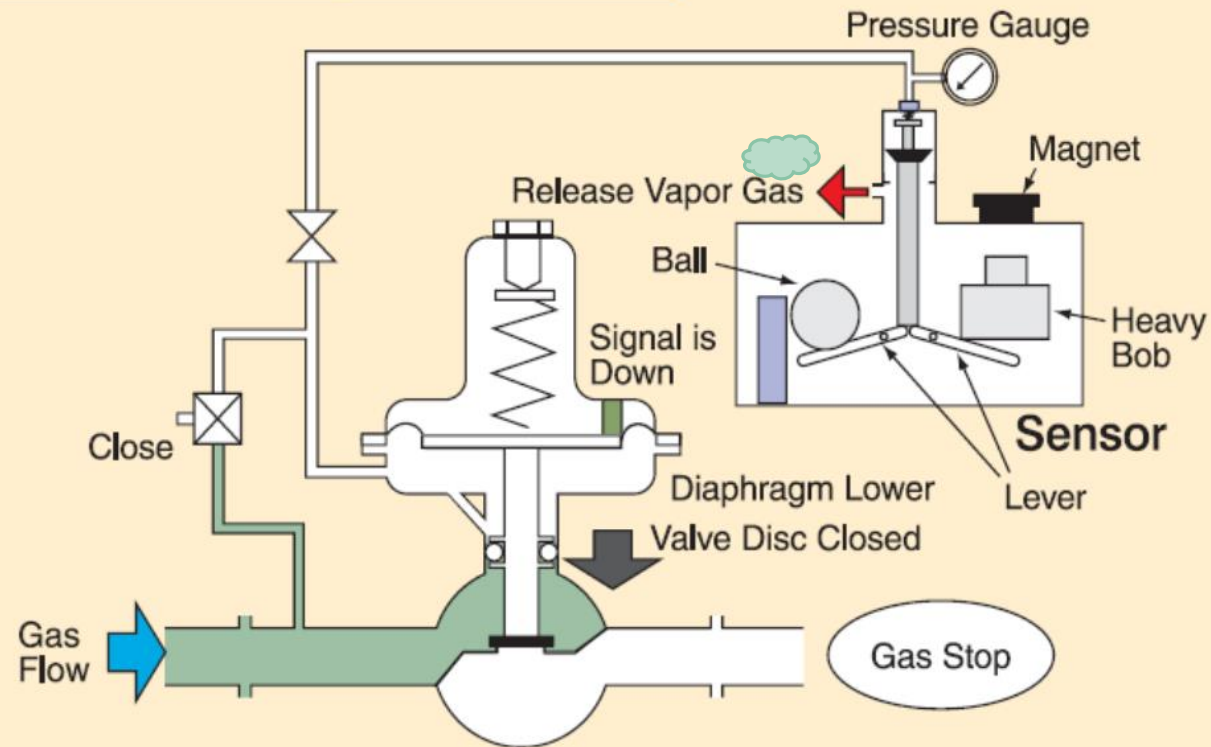 Pressure Gauge
Magnet
Release Vapor Gas
Ball
Heavy
Bob
Signal is
Down
Sensor
Close
Lever
Diaphragm Lower
Valve Disc Closed
Gas
Flow
Gas Stop